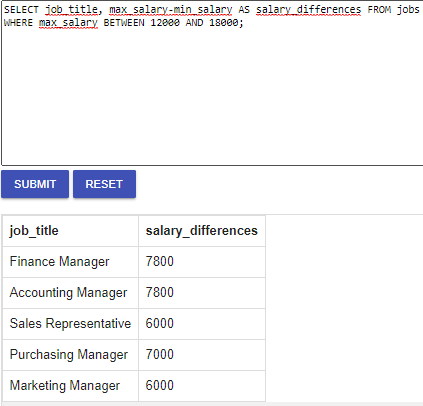 SELECT job_title, max_salary-min_salary AS salary_differences FROM jobs
WHERE max_salary BETWEEN 12000 AND 18000;
SUBMIT RESET
job_title salary_differences
Finance Manager 7800
Accounting Manager 7800
Sales Representative 6000
Purchasing Manager 7000
Marketing Manager 6000